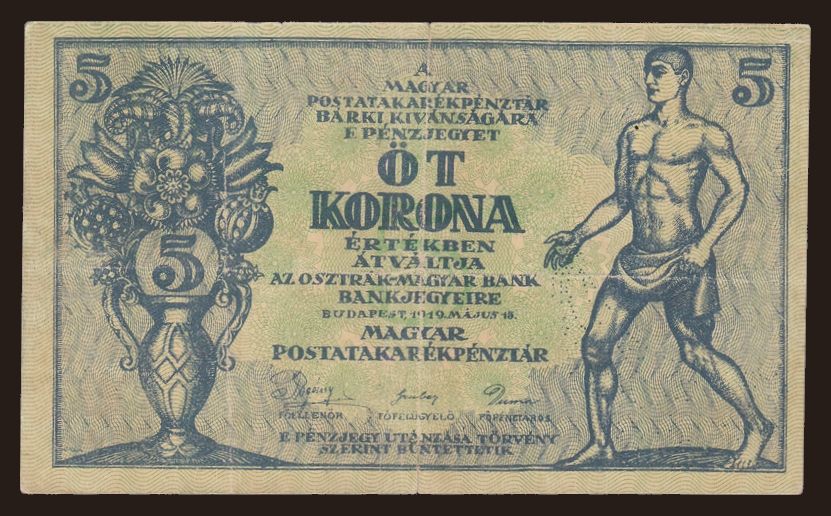 5 5
A
MAGYAR
POSTATAKARÉKPÉNZTÁR
BÁRKI KIVÁNSÁGÁRA
E PÉNZJEGYET
ÖT
KORONA
ÉRTÉKBEN
ÁTVÁLTJA
AZ OSZTRÁK-MAGYAR BANK
BANKJEGYEIRE
BUDAPEST, 1919. MÁJUS 15.
MAGYAR
POSTATAKARÉKPÉNZTÁR
5
FŐELLENŐR FŐFELÜGYELŐ FŐPÉNZTÁROS
E PÉNZJEGY UTÁNZÁSA TÖRVÉNY
SZERINT BÜNTETTETIK